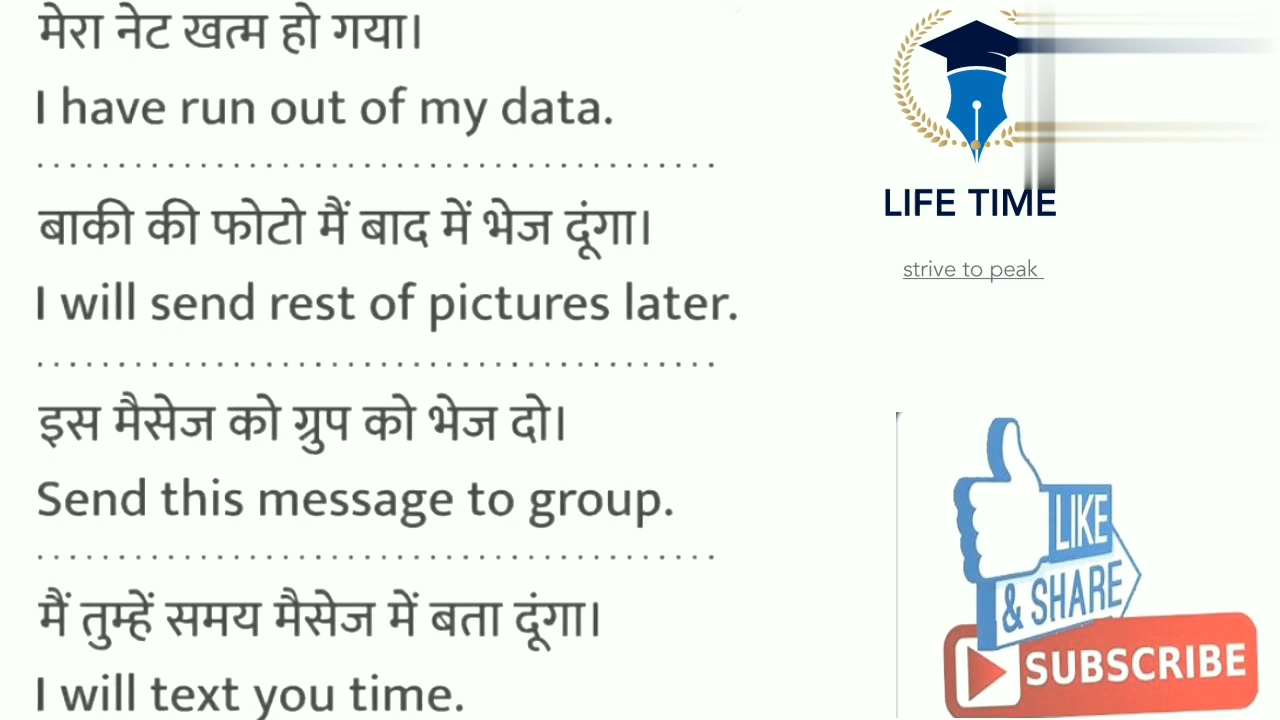 मेरा नेट खत्म हो गया।
I have run out of my data.
बाकी की फोटो मैं बाद में भेज दूंगा।
I will send rest of pictures later.
इस मैसेज को ग्रुप को भेज दो।
Send this message to group.
मैं तुम्हें समय मैसेज में बता दूंगा।
I will text you time.
LIFE TIME
strive to peak
LIKE
& SHARE
SUBSCRIBE